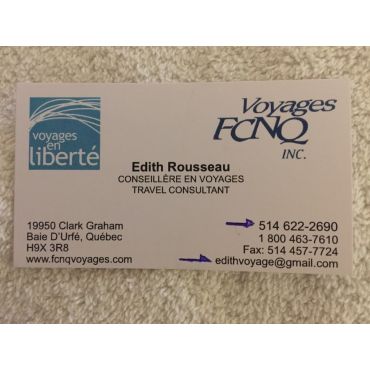 voyages
en
liberté
Voyages
FCNQ
INC.
Edith Rousseau
CONSEILLÈRE EN VOYAGES
TRAVEL CONSULTANT
19950 Clark Graham
Baie D'Urfé, Québec
H9X 3R8
www.fcnqvoyages.com
514 622-2690
1 800 463-7610
Fax: 514 457-7724
edithvoyage@gmail.com